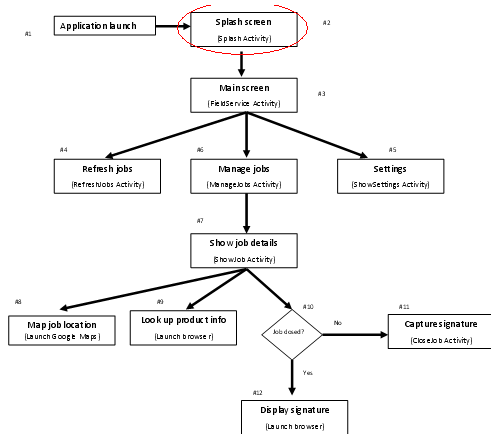 #1
Application launch
Splash screen
(Splash Activity)
#2
Main screen
(FieldService Activity)
#3
#4
Refresh jobs
(RefreshJobs Activity)
#6
Manage jobs
(ManageJobs Activity)
#5
Settings
(ShowSettings Activity)
#7
Show job details
(ShowJob Activity)
#8
Map job location
(Launch Google Maps)
#9
Look up product info
(Launch browser)
#10
Job closed?
No
#11
Capture signature
(CloseJob Activity)
Yes
#12
Display signature
(Launch browser)